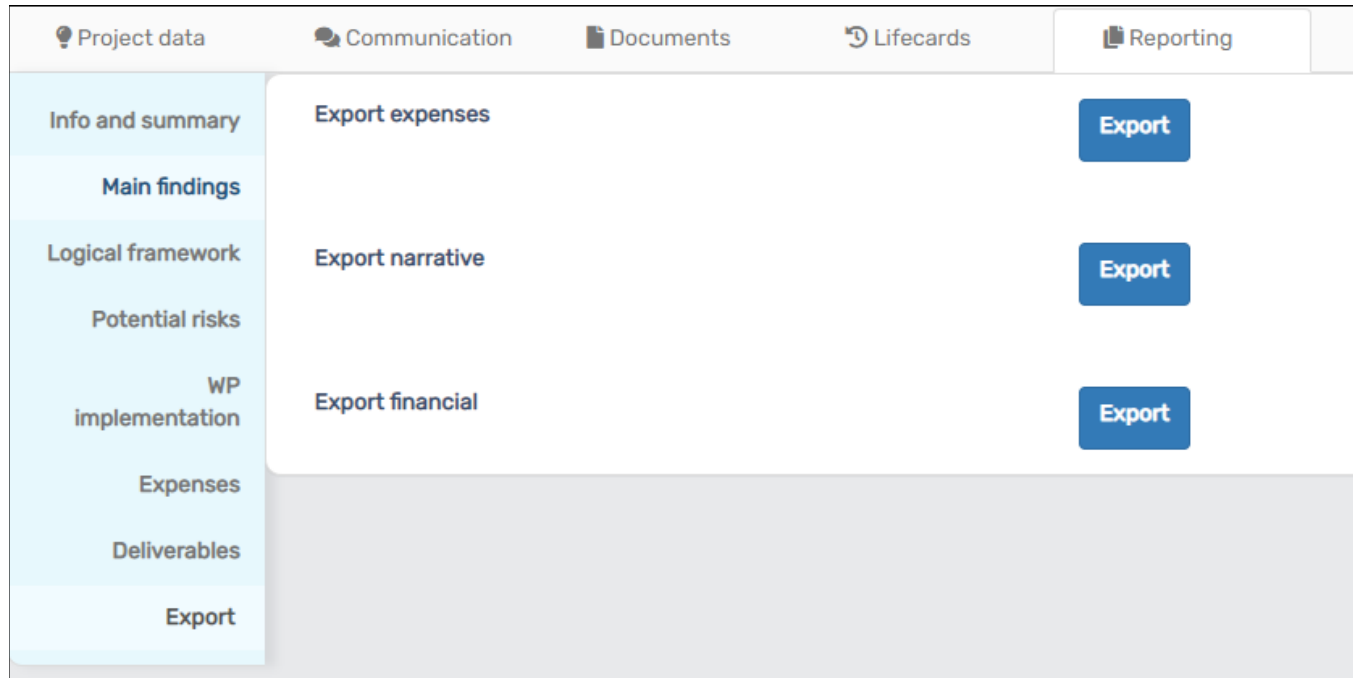 Project data
Communication
Documents
Lifecards
Reporting
Info and summary
Main findings
Logical framework
Potential risks
WP
implementation
Expenses
Deliverables
Export
Export expenses
Export
Export narrative
Export
Export financial
Export